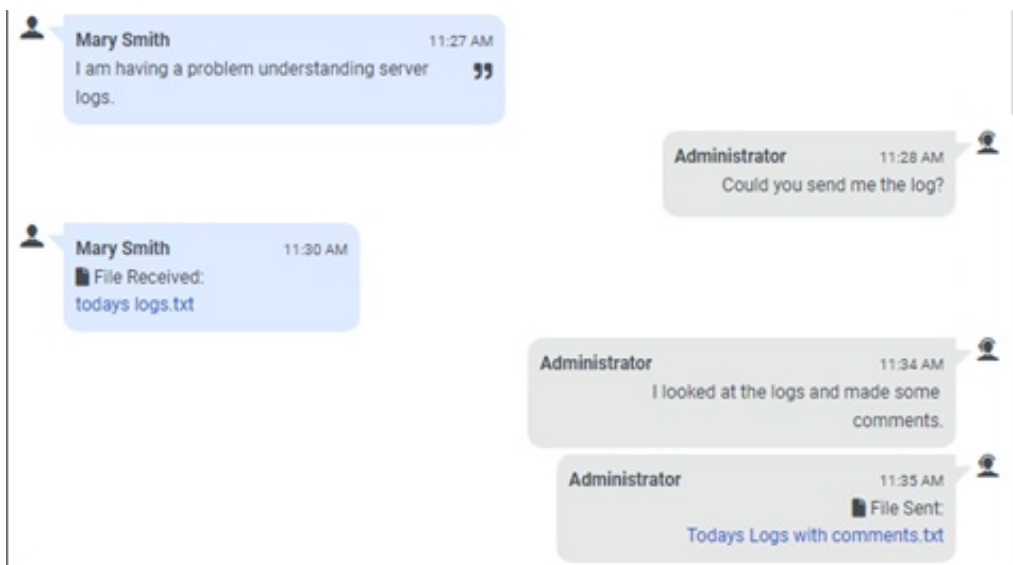 Mary Smith 11:27 AM
I am having a problem understanding server
logs.
Administrator 11:28 AM
Could you send me the log?
Mary Smith 11:30 AM
File Received:
todays logs.txt
Administrator 11:34 AM
I looked at the logs and made some
comments.
Administrator 11:35 AM
File Sent:
Todays Logs with comments.txt